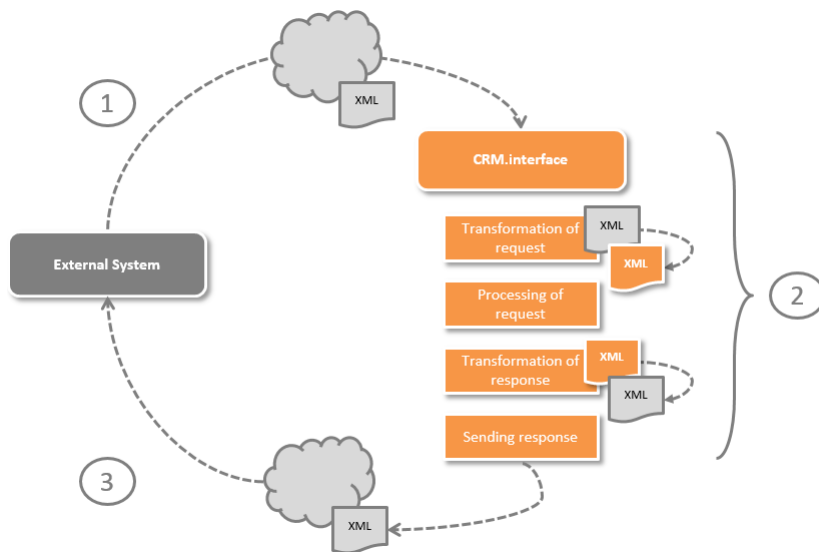 1
XML
CRM.interface
Transformation of
request
XML
XML
External System
Processing of
request
2
Transformation of
response
XML
XML
Sending response
3
XML